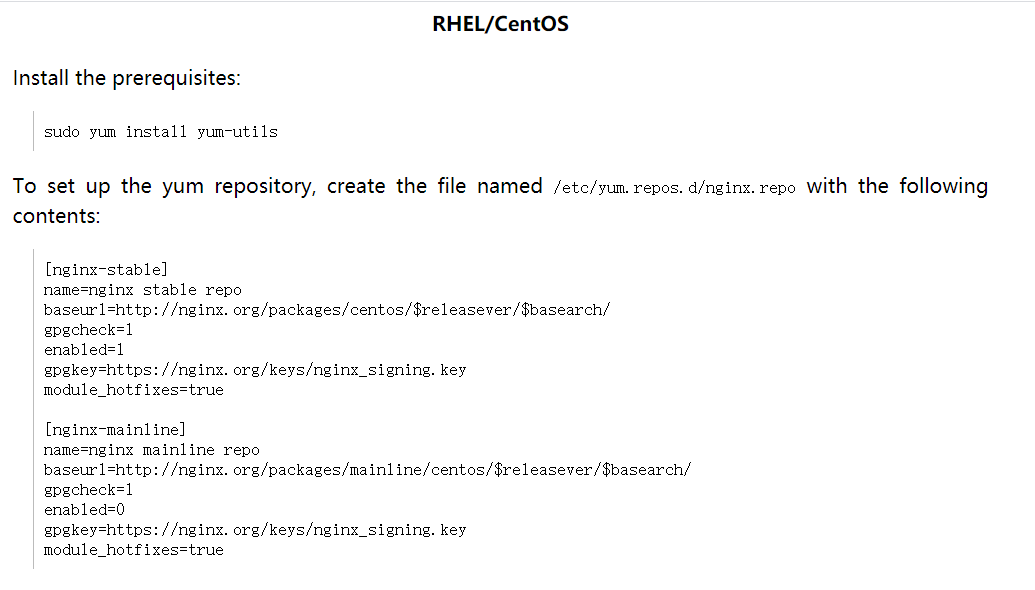 RHEL/CentOS
Install the prerequisites:
sudo yum install yum-utils
To set up the yum repository, create the file named /etc/yum.repos.d/nginx.repo with the following
contents:
[nginx-stable]
name=nginx stable repo
baseurl=http://nginx.org/packages/centos/$releasever/$basearch/
gpgcheck=1
enabled=1
gpgkey=https://nginx.org/keys/nginx_signing.key
module_hotfixes=true
[nginx-mainline]
name=nginx mainline repo
baseurl=http://nginx.org/packages/mainline/centos/$releasever/$basearch/
gpgcheck=1
enabled=0
gpgkey=https://nginx.org/keys/nginx_signing.key
module_hotfixes=true